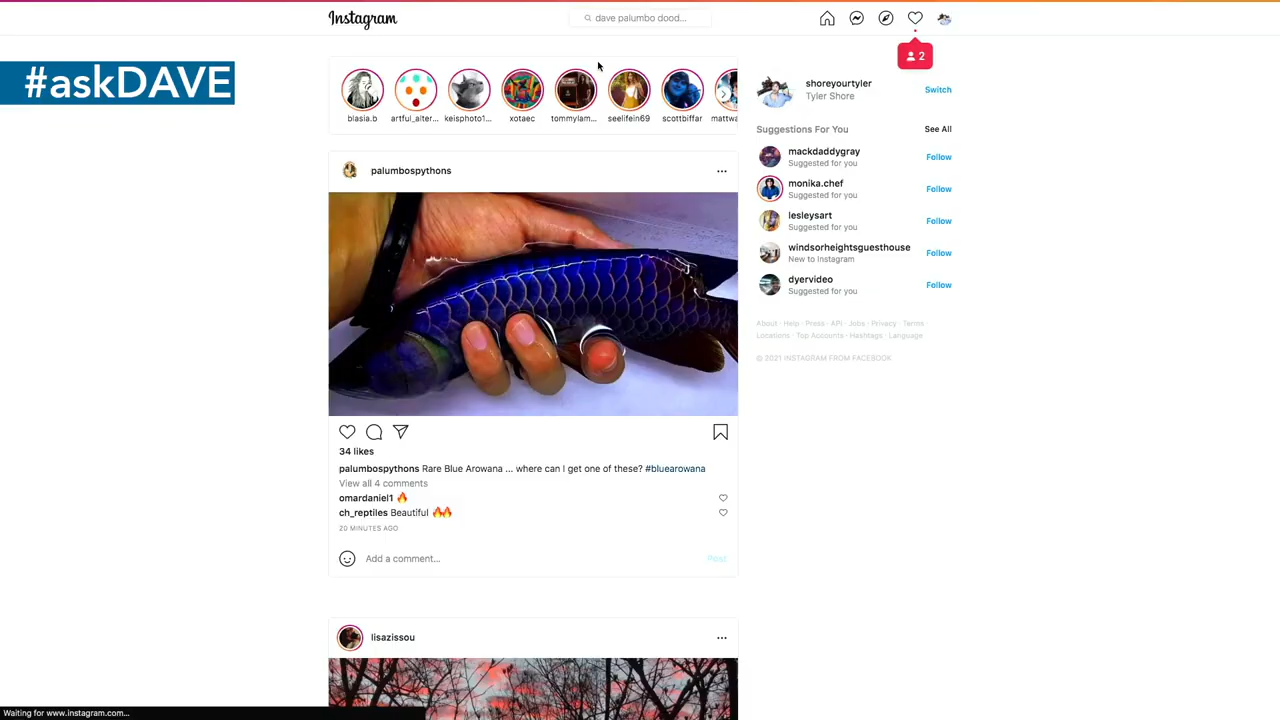 Instagram
dave palumbo dood...
#askDAVE
2
biasia.b
artful_alter...
keisphoto1...
xotaec
tommylam...
seelifein69
scottbiffar
mattwa
shoreyourtyler
Tyler Shore
Switch
Suggestions For You
See All
mackdaddygray
Suggested for you
Follow
monika.chef
Suggested for you
Follow
lesleysart
Suggested for you
Follow
windsorheightsguesthouse
New to Instagram
Follow
dyervideo
Suggested for you
Follow
About · Help · Press · API · Jobs · Privacy · Terms ·
Locations · Top Accounts · Hashtags · Language
© 2021 INSTAGRAM FROM FACEBOOK
palumbospythons
34 likes
palumbospythons Rare Blue Arowana ... where can I get one of these? #bluearowana
View all 4 comments
omardaniel1 🔥
ch_reptiles Beautiful 🔥🔥
20 MINUTES AGO
Add a comment...
Post
lisazissou
Waiting for www.instagram.com...